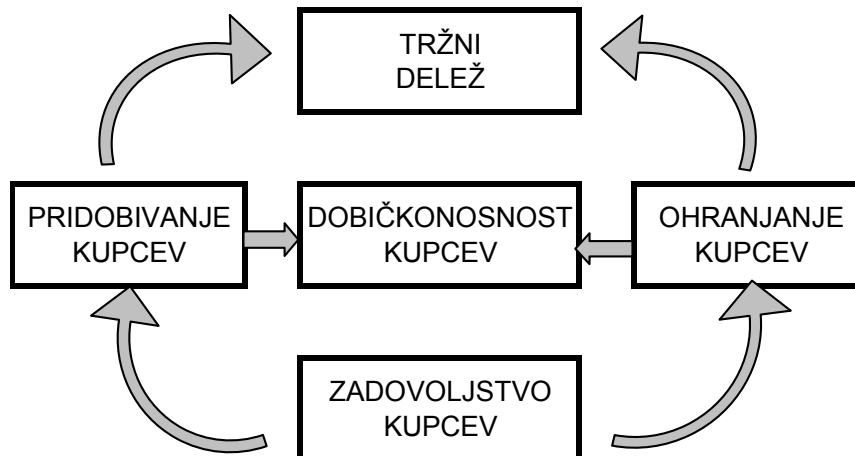 TRŽNI
DELEŽ
PRIDOBIVANJE
KUPCEV
DOBIČKONOSNOST
KUPCEV
OHRANJANJE
KUPCEV
ZADOVOLJSTVO
KUPCEV